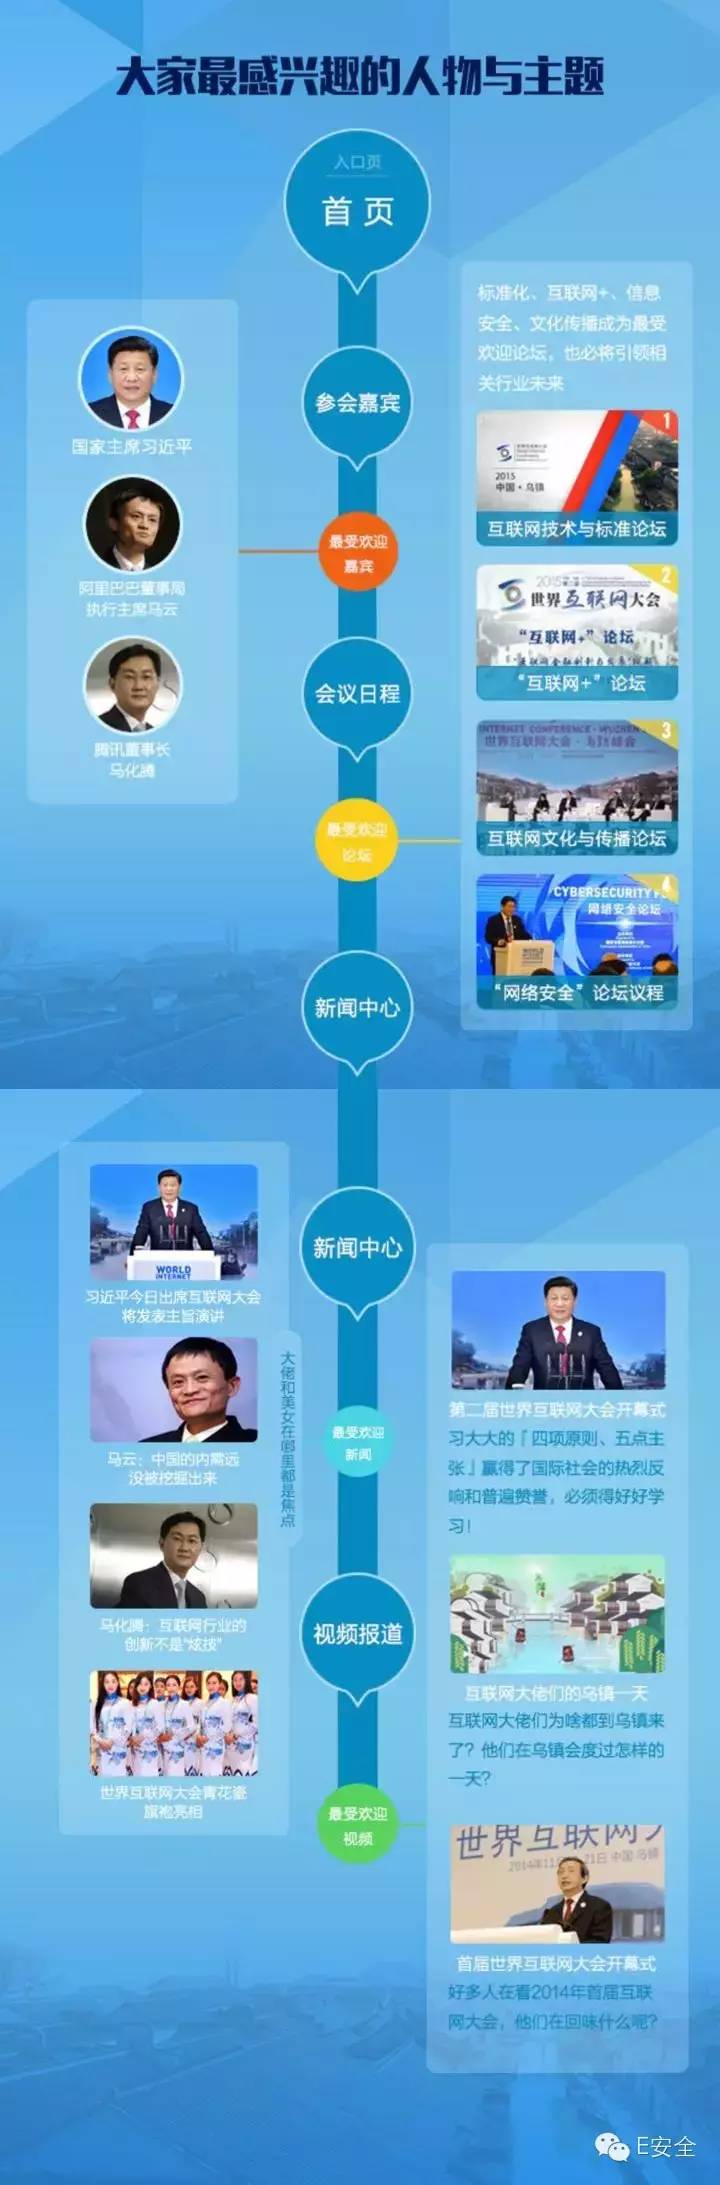 大家最感兴趣的人物与主题
入口页
首页
标准化、互联网+、信息
安全、文化传播成为最受
欢迎论坛，也必将引领相
关行业未来
国家主席习近平
阿里巴巴董事局
执行主席马云
腾讯董事长
马化腾
参会嘉宾
最受欢迎
嘉宾
会议日程
最受欢迎
论坛
1
2015
中国·乌镇
互联网技术与标准论坛
2
2015
世界互联网大会
“互联网+”论坛
“互联网+”论坛
3
INTERNET CONFERENCE · WUZHEN
世界互联网大会·乌镇峰会
互联网文化与传播论坛
4
CYBERSECURITY
网络安全论坛
“网络安全”论坛议程
新闻中心
新闻中心
WORLD
INTERNET
习近平今日出席互联网大会
将发表主旨演讲
马云：中国的内需远
没被挖掘出来
马化腾：互联网行业的
创新不是“炫技”
世界互联网大会青花瓷
旗袍亮相
大佬和美女在哪里都是焦点
最受欢迎
新闻
视频报道
最受欢迎
视频
第二届世界互联网大会开幕式
习大大的「四项原则、五点主
张」赢得了国际社会的热烈反
响和普遍赞誉，必须得好好学
习！
互联网大佬们的乌镇一天
互联网大佬们为啥都到乌镇来
了？他们在乌镇会度过怎样的
一天？
世界互联网大
2014年11
21日 中国 乌镇
首届世界互联网大会开幕式
好多人在看2014年首届互联
网大会，他们在回味什么呢？
E安全